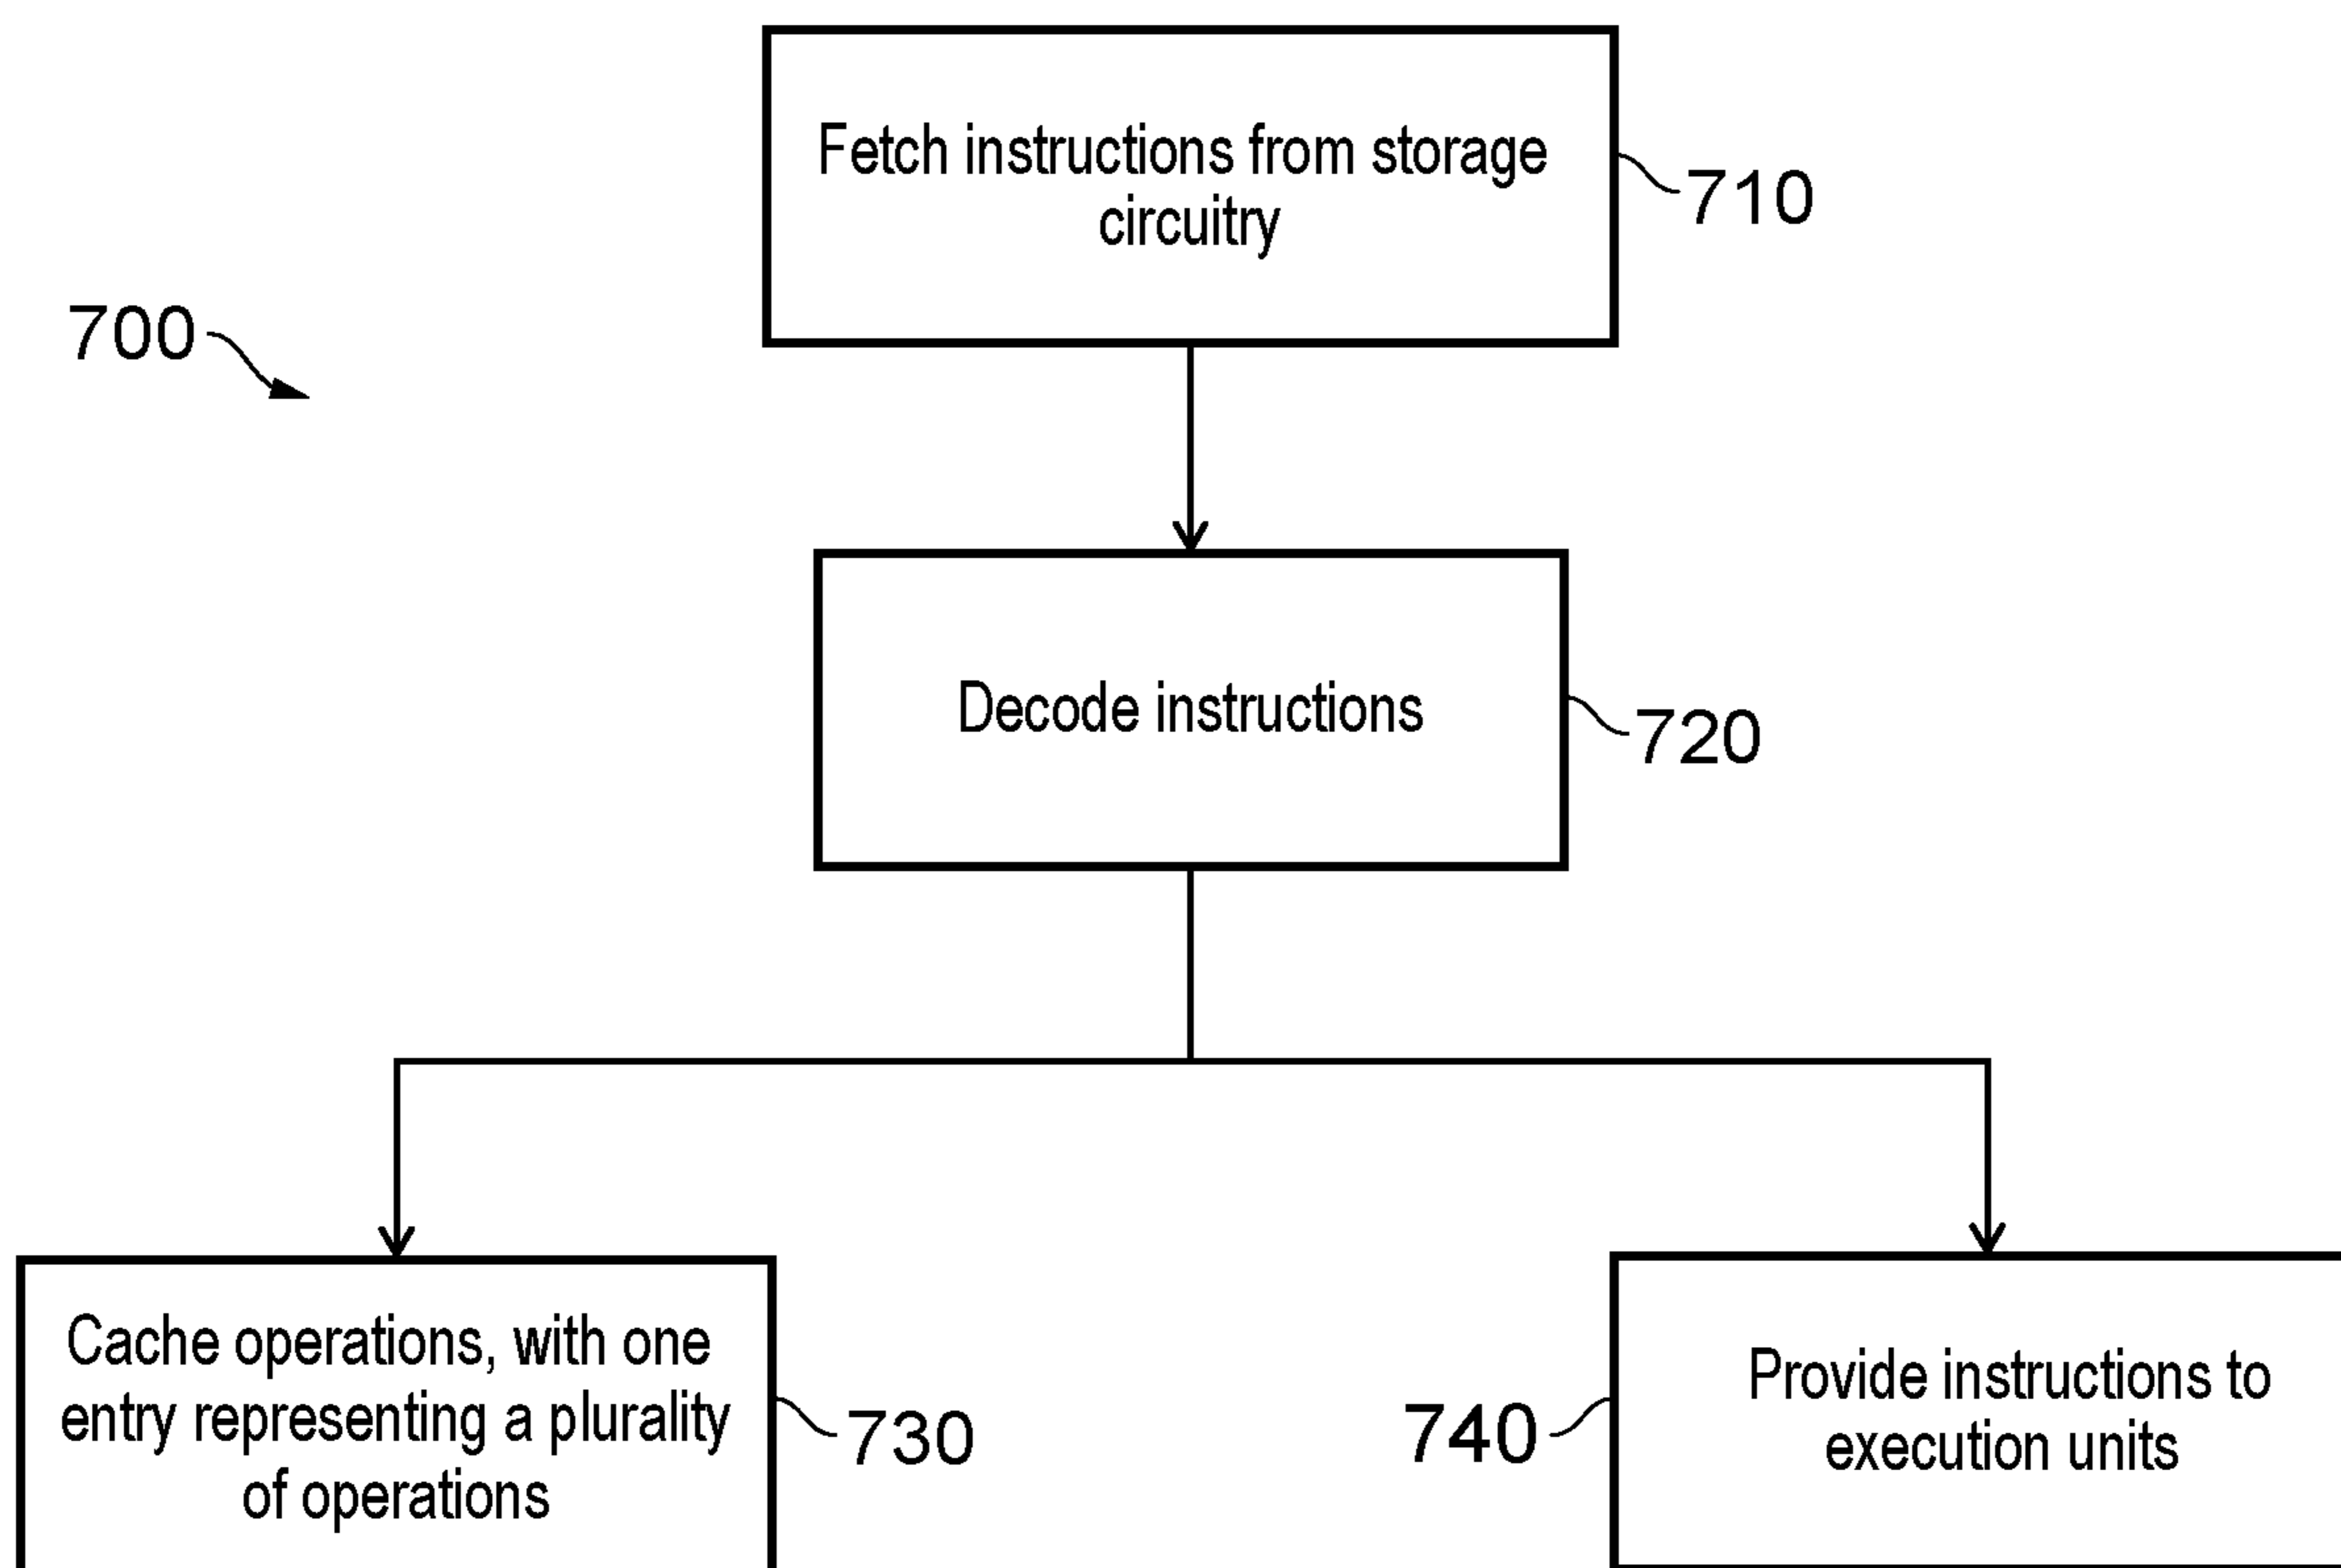 Fetch instructions from storage
circuitry
710
700
Decode instructions
720
Cache operations, with one
entry representing a plurality
of operations
730
740
Provide instructions to
execution units